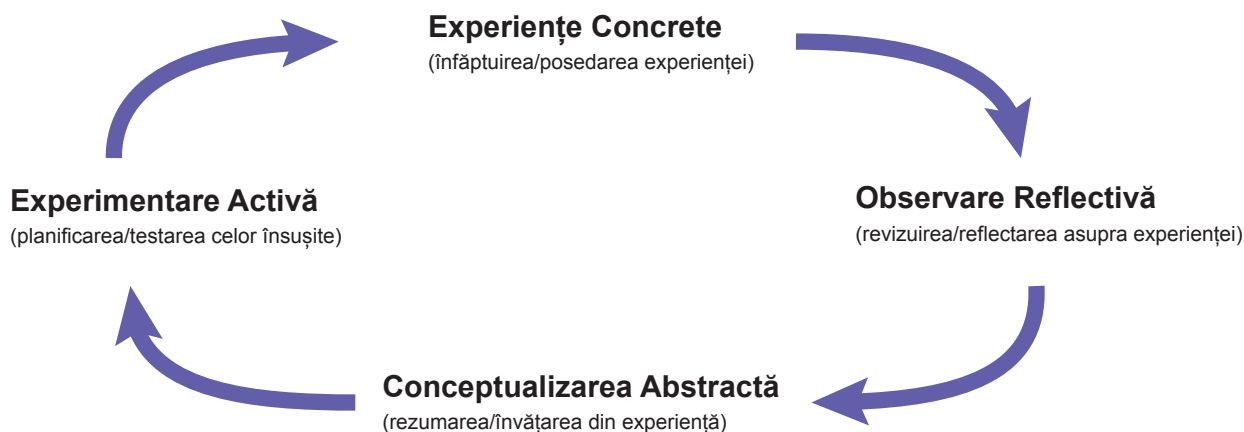 Experiențe Concrete
(înfăptuirea/posedarea experienței)
Experimentare Activă
(planificarea/testarea celor însușite)
Observare Reflectivă
(revizuirea/reflectarea asupra experienței)
Conceptualizarea Abstractă
(rezumarea/învățarea din experiență)